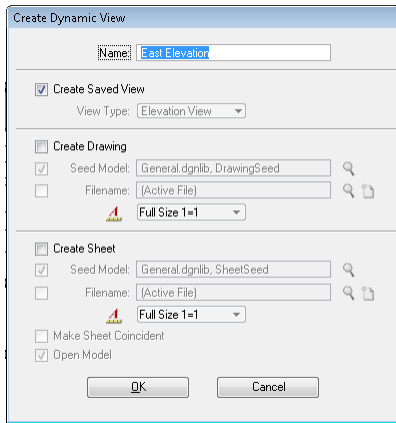 Create Dynamic View
Name: East Elevation
Create Saved View
View Type: Elevation View
Create Drawing
Seed Model: General.dgnlib, DrawingSeed
Filename: (Active File)
Full Size 1=1
Create Sheet
Seed Model: General.dgnlib, SheetSeed
Filename: (Active File)
Full Size 1=1
Make Sheet Coincident
Open Model
OK Cancel